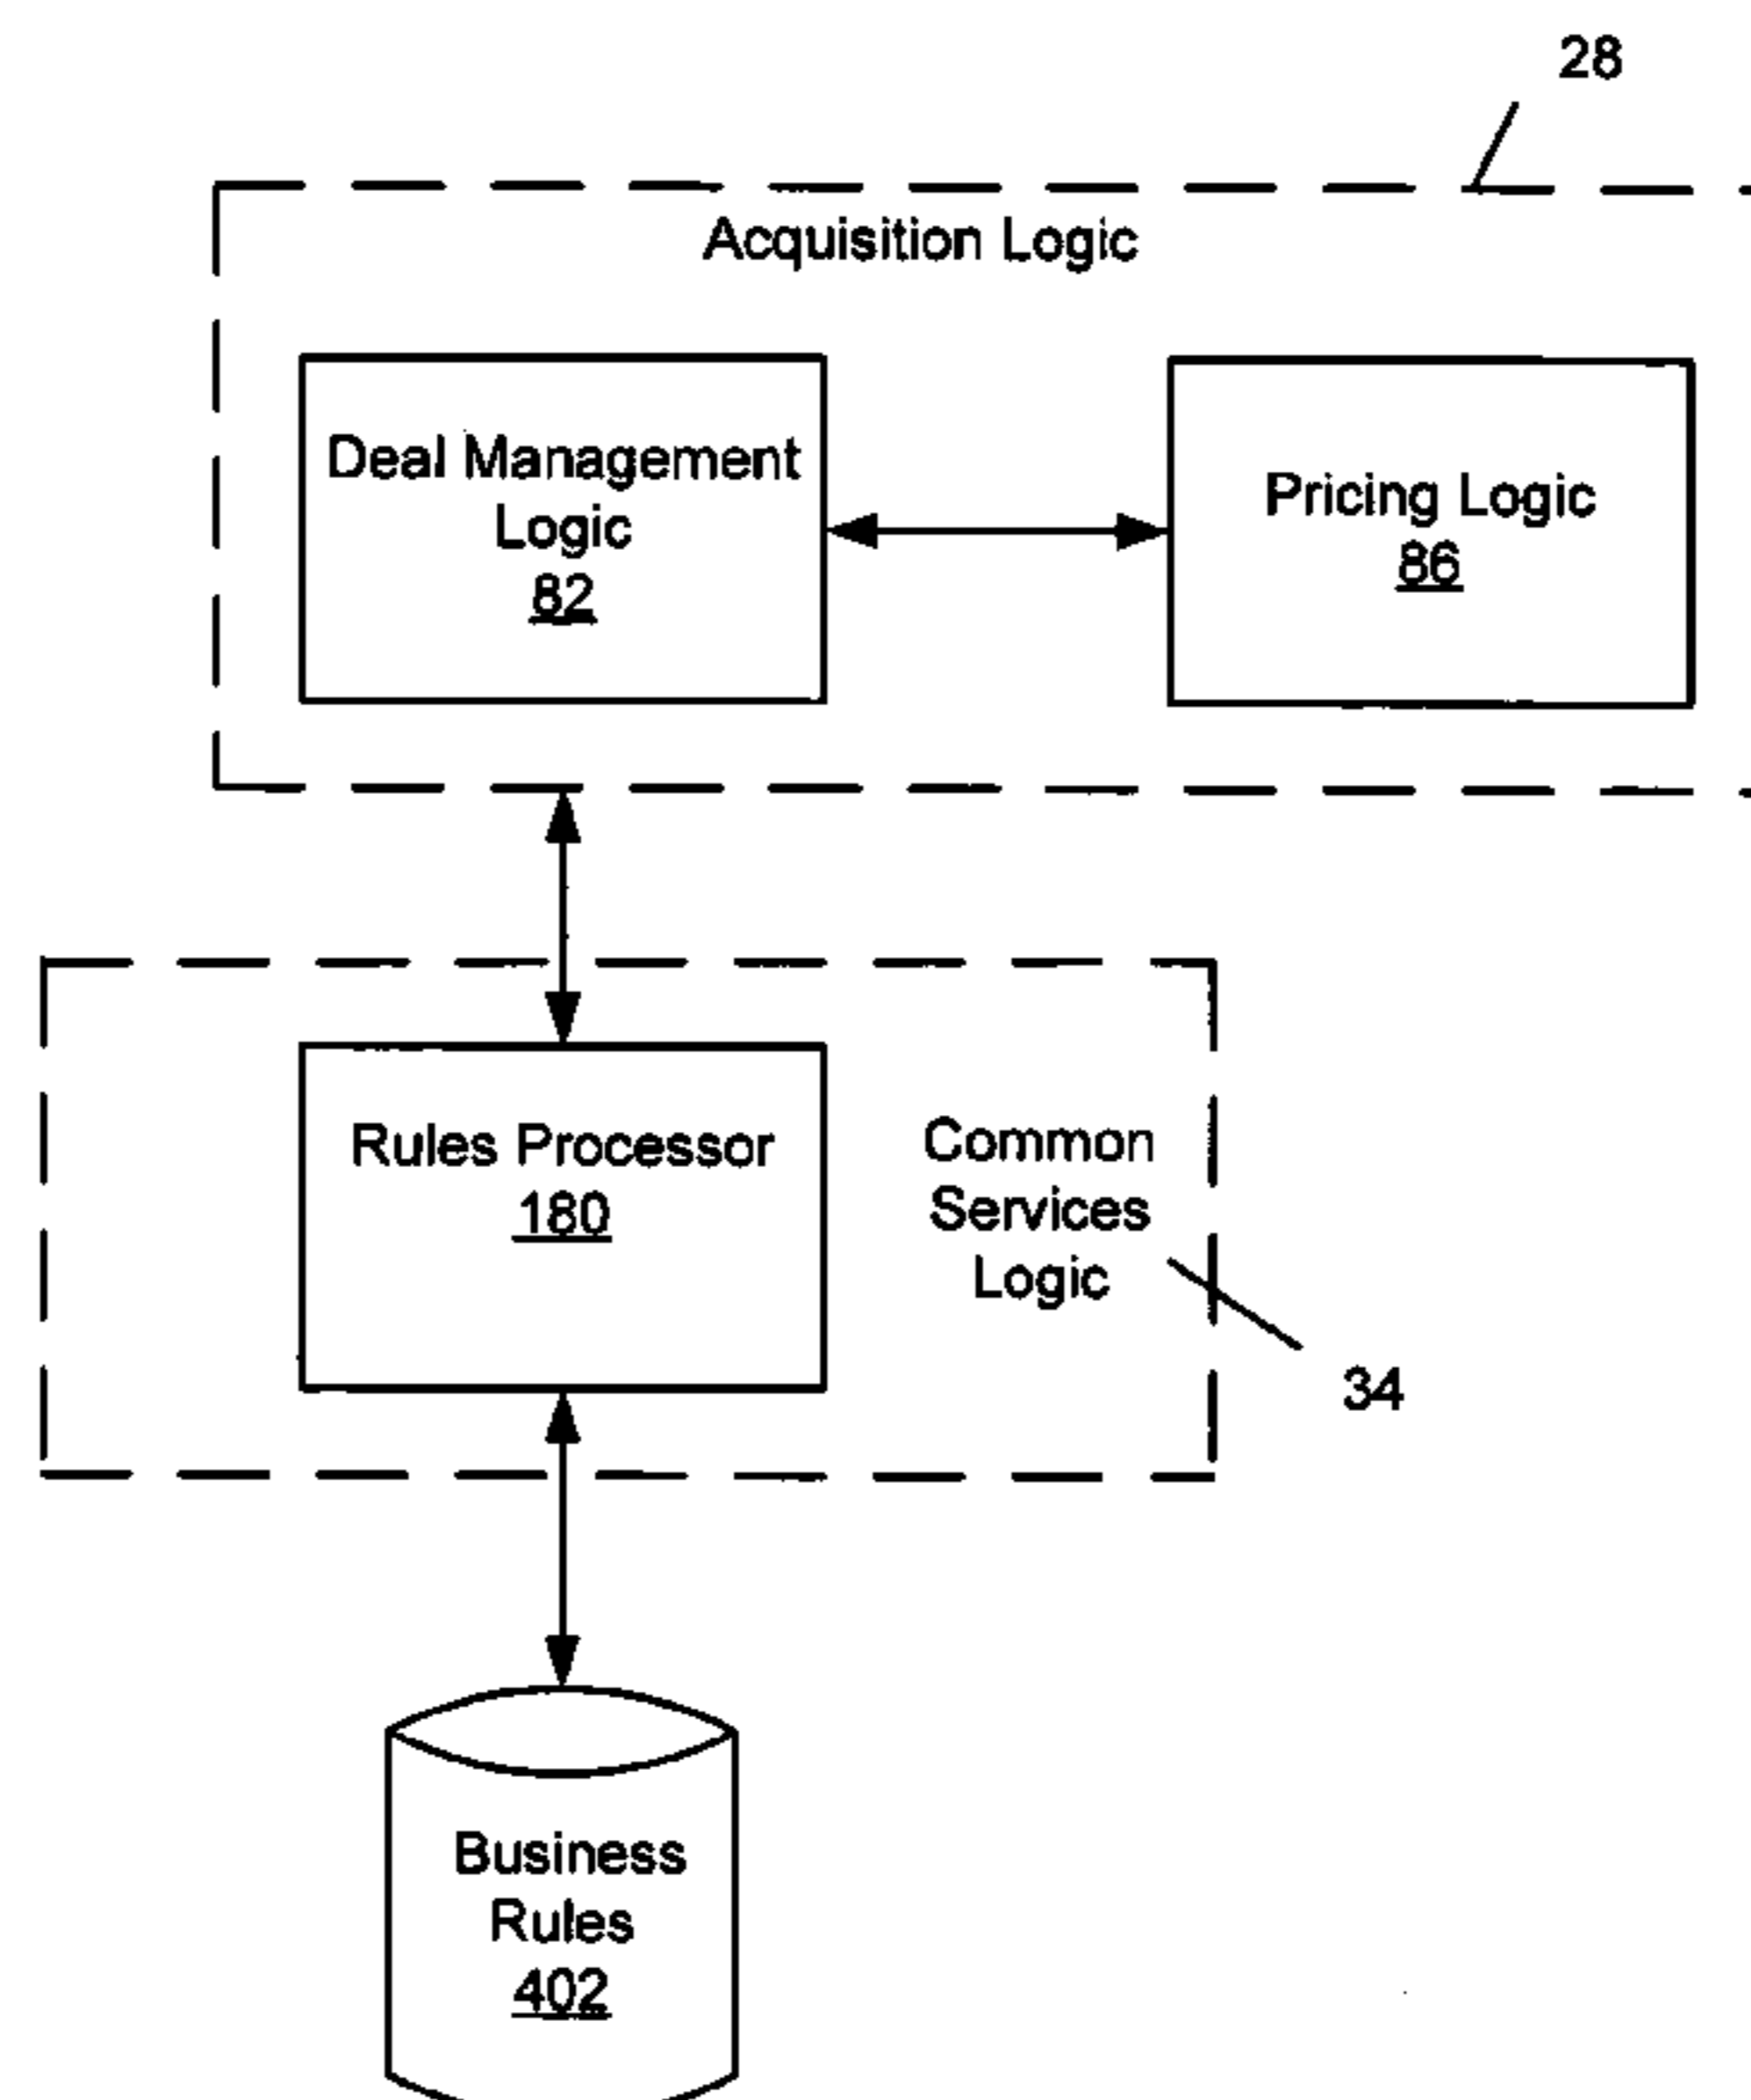 28
Acquisition Logic
Deal Management
Logic
82
Pricing Logic
86
Rules Processor
180
Common
Services
Logic
34
Business
Rules
402